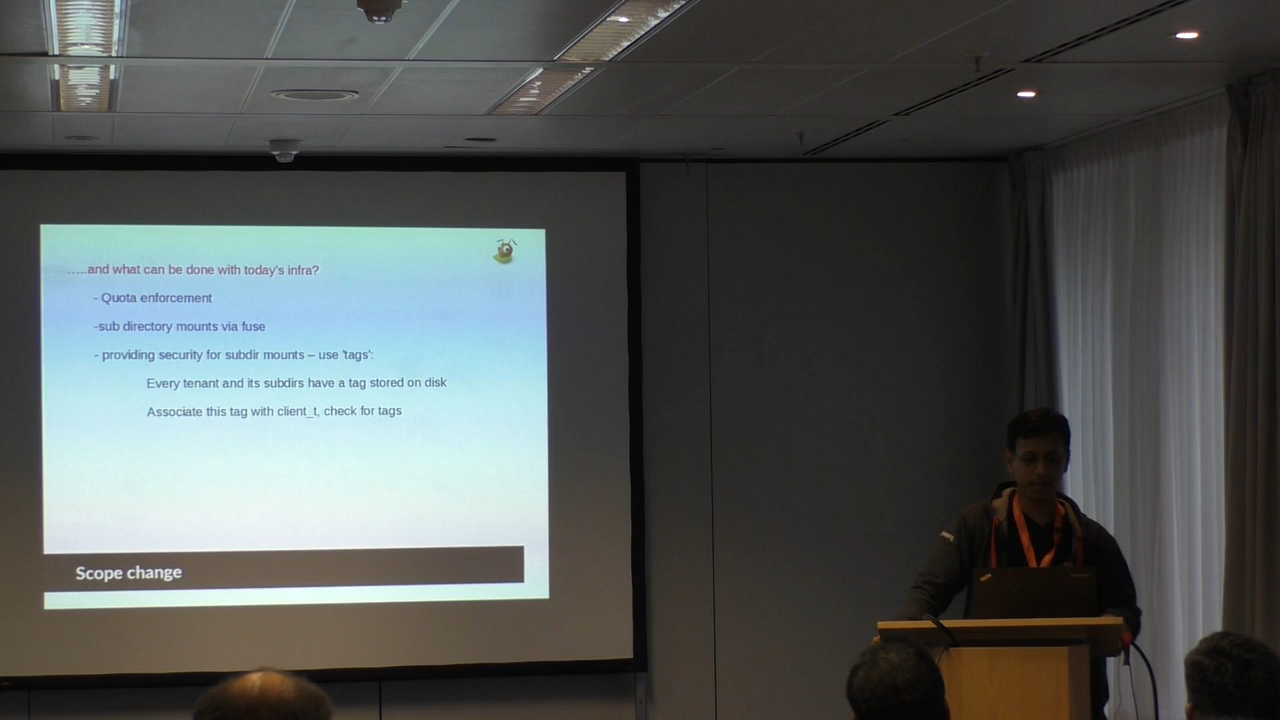 .....and what can be done with today's infra?
- Quota enforcement
-sub directory mounts via fuse
- providing security for subdir mounts – use 'tags':
Every tenant and its subdirs have a tag stored on disk
Associate this tag with client_t, check for tags
Scope change